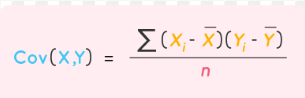 Cov(X,Y) = ∑(Xᵢ - X̅)(Yᵢ - Y̅) / n